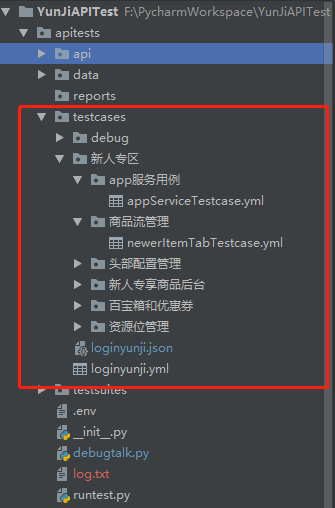 YunJiAPITest F:\PycharmWorkspace\YunJiAPITest
apitests
api
data
reports
testcases
debug
新人专区
app服务用例
appServiceTestcase.yml
商品流管理
newerItemTabTestcase.yml
头部配置管理
新人专享商品后台
百宝箱和优惠券
资源位管理
loginyunji.json
loginyunji.yml
testsuites
.env
__init__.py
debugtalk.py
log.txt
runtest.py